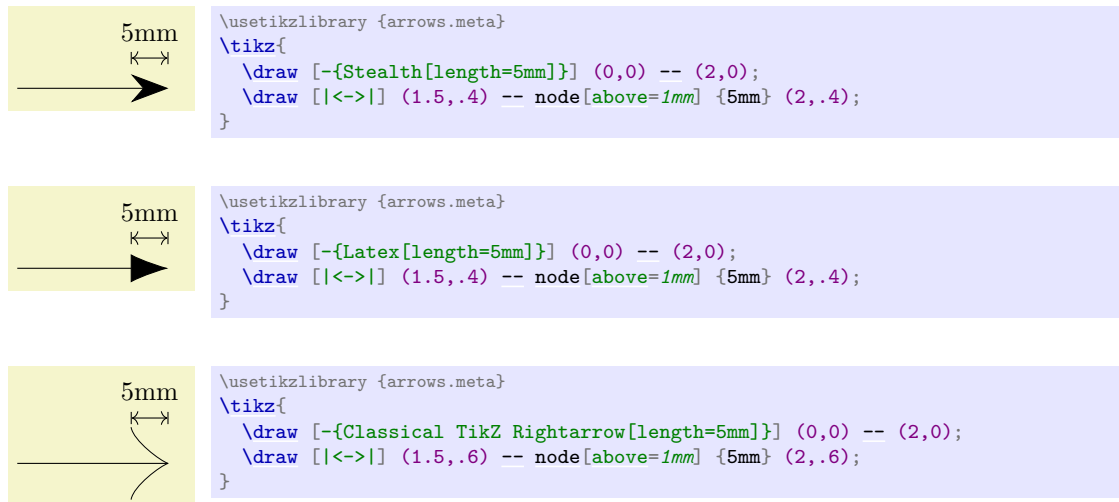 5mm
\usetikzlibrary {arrows.meta}
\tikz{
  \draw [-{Stealth[length=5mm]}] (0,0) -- (2,0);
  \draw [|<->|] (1.5,.4) -- node[above=1mm] {5mm} (2,.4);
}
5mm
\usetikzlibrary {arrows.meta}
\tikz{
  \draw [-{Latex[length=5mm]}] (0,0) -- (2,0);
  \draw [|<->|] (1.5,.4) -- node[above=1mm] {5mm} (2,.4);
}
5mm
\usetikzlibrary {arrows.meta}
\tikz{
  \draw [-{Classical TikZ Rightarrow[length=5mm]}] (0,0) -- (2,0);
  \draw [|<->|] (1.5,.6) -- node[above=1mm] {5mm} (2,.6);
}